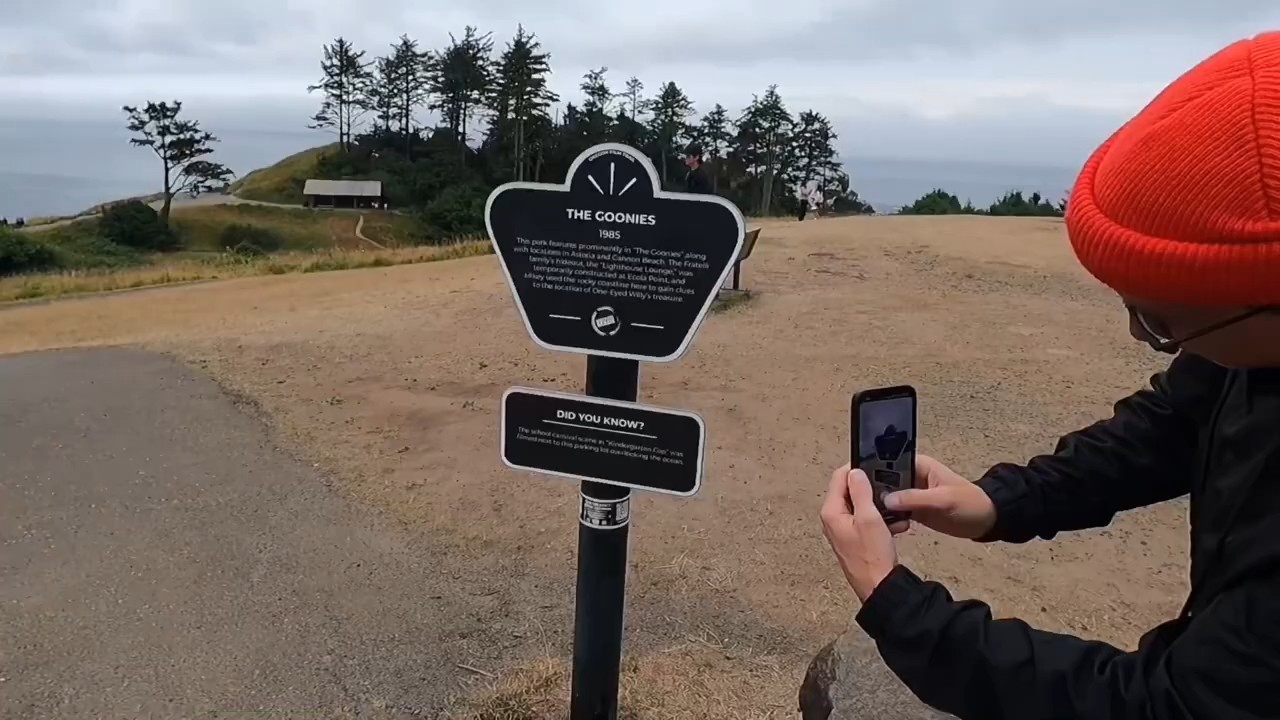 OREGON FILM TRAIL
THE GOONIES
1985
This park features prominently in "The Goonies" along
with locations in Astoria and Cannon Beach. The Fratelli
family's hideout, the "Lighthouse Lounge," was
temporarily constructed at Ecola Point, and
Mikey used the rocky coastline here to gain clues
to the location of One-Eyed Willy's treasure.
DID YOU KNOW?
The school carnival scene in "Kindergarten Cop" was
filmed next to this parking lot overlooking the ocean.